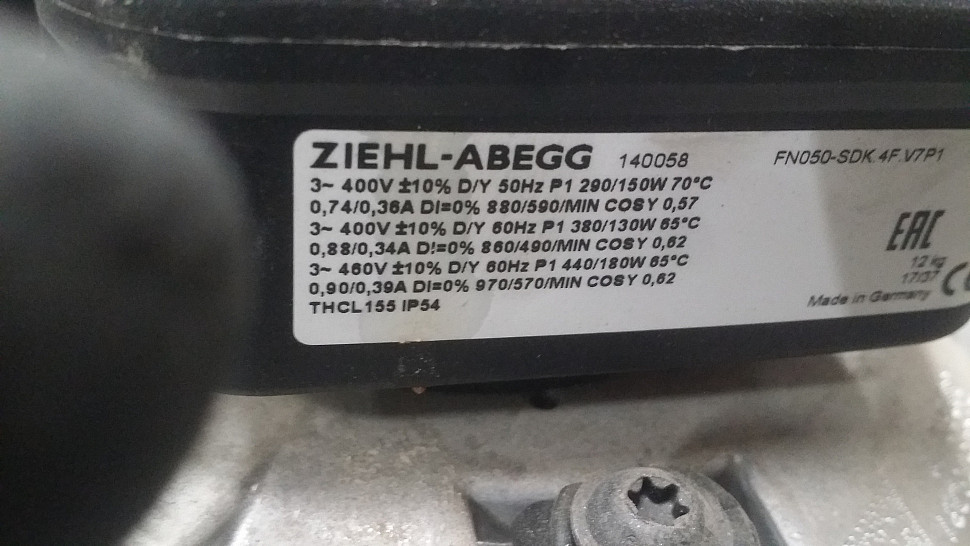 ZIEHL-ABEGG 140058 FN050-SDK.4F.V7P1
3~ 400V ±10% D/Y 50Hz P1 290/150W 70°C
0,74/0,36A DI=0% 880/590/MIN COSY 0,57
3~ 400V ±10% D/Y 60Hz P1 380/130W 65°C
0,88/0,34A D!=0% 860/490/MIN COSY 0,62
3~ 460V ±10% D/Y 60Hz P1 440/180W 65°C
0,90/0,39A DI=0% 970/570/MIN COSY 0,62
THCL155 IP54
EAC
12 kg
17/37
CE
Made in Germany